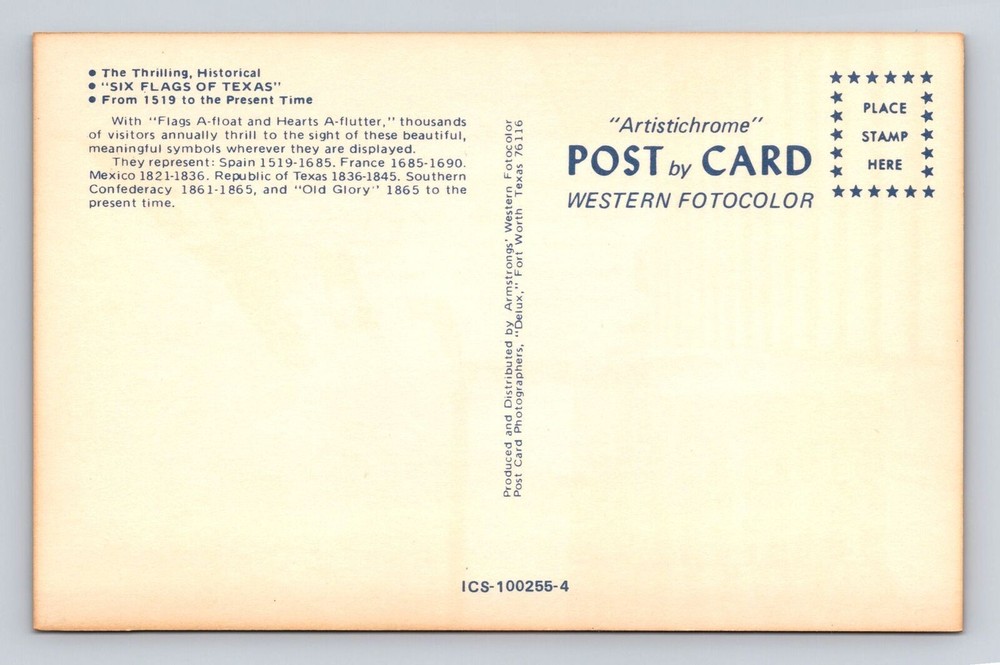 • The Thrilling, Historical
• "SIX FLAGS OF TEXAS"
• From 1519 to the Present Time
With "Flags A-float and Hearts A-flutter," thousands
of visitors annually thrill to the sight of these beautiful,
meaningful symbols wherever they are displayed.
They represent: Spain 1519-1685. France 1685-1690.
Mexico 1821-1836. Republic of Texas 1836-1845. Southern
Confederacy 1861-1865, and "Old Glory" 1865 to the
present time.
Produced and Distributed by Armstrongs' Western Fotocolor
Post Card Photographers, "Delux," Fort Worth Texas 76116
"Artistichrome"
POST by CARD
WESTERN FOTOCOLOR
PLACE
STAMP
HERE
ICS-100255-4